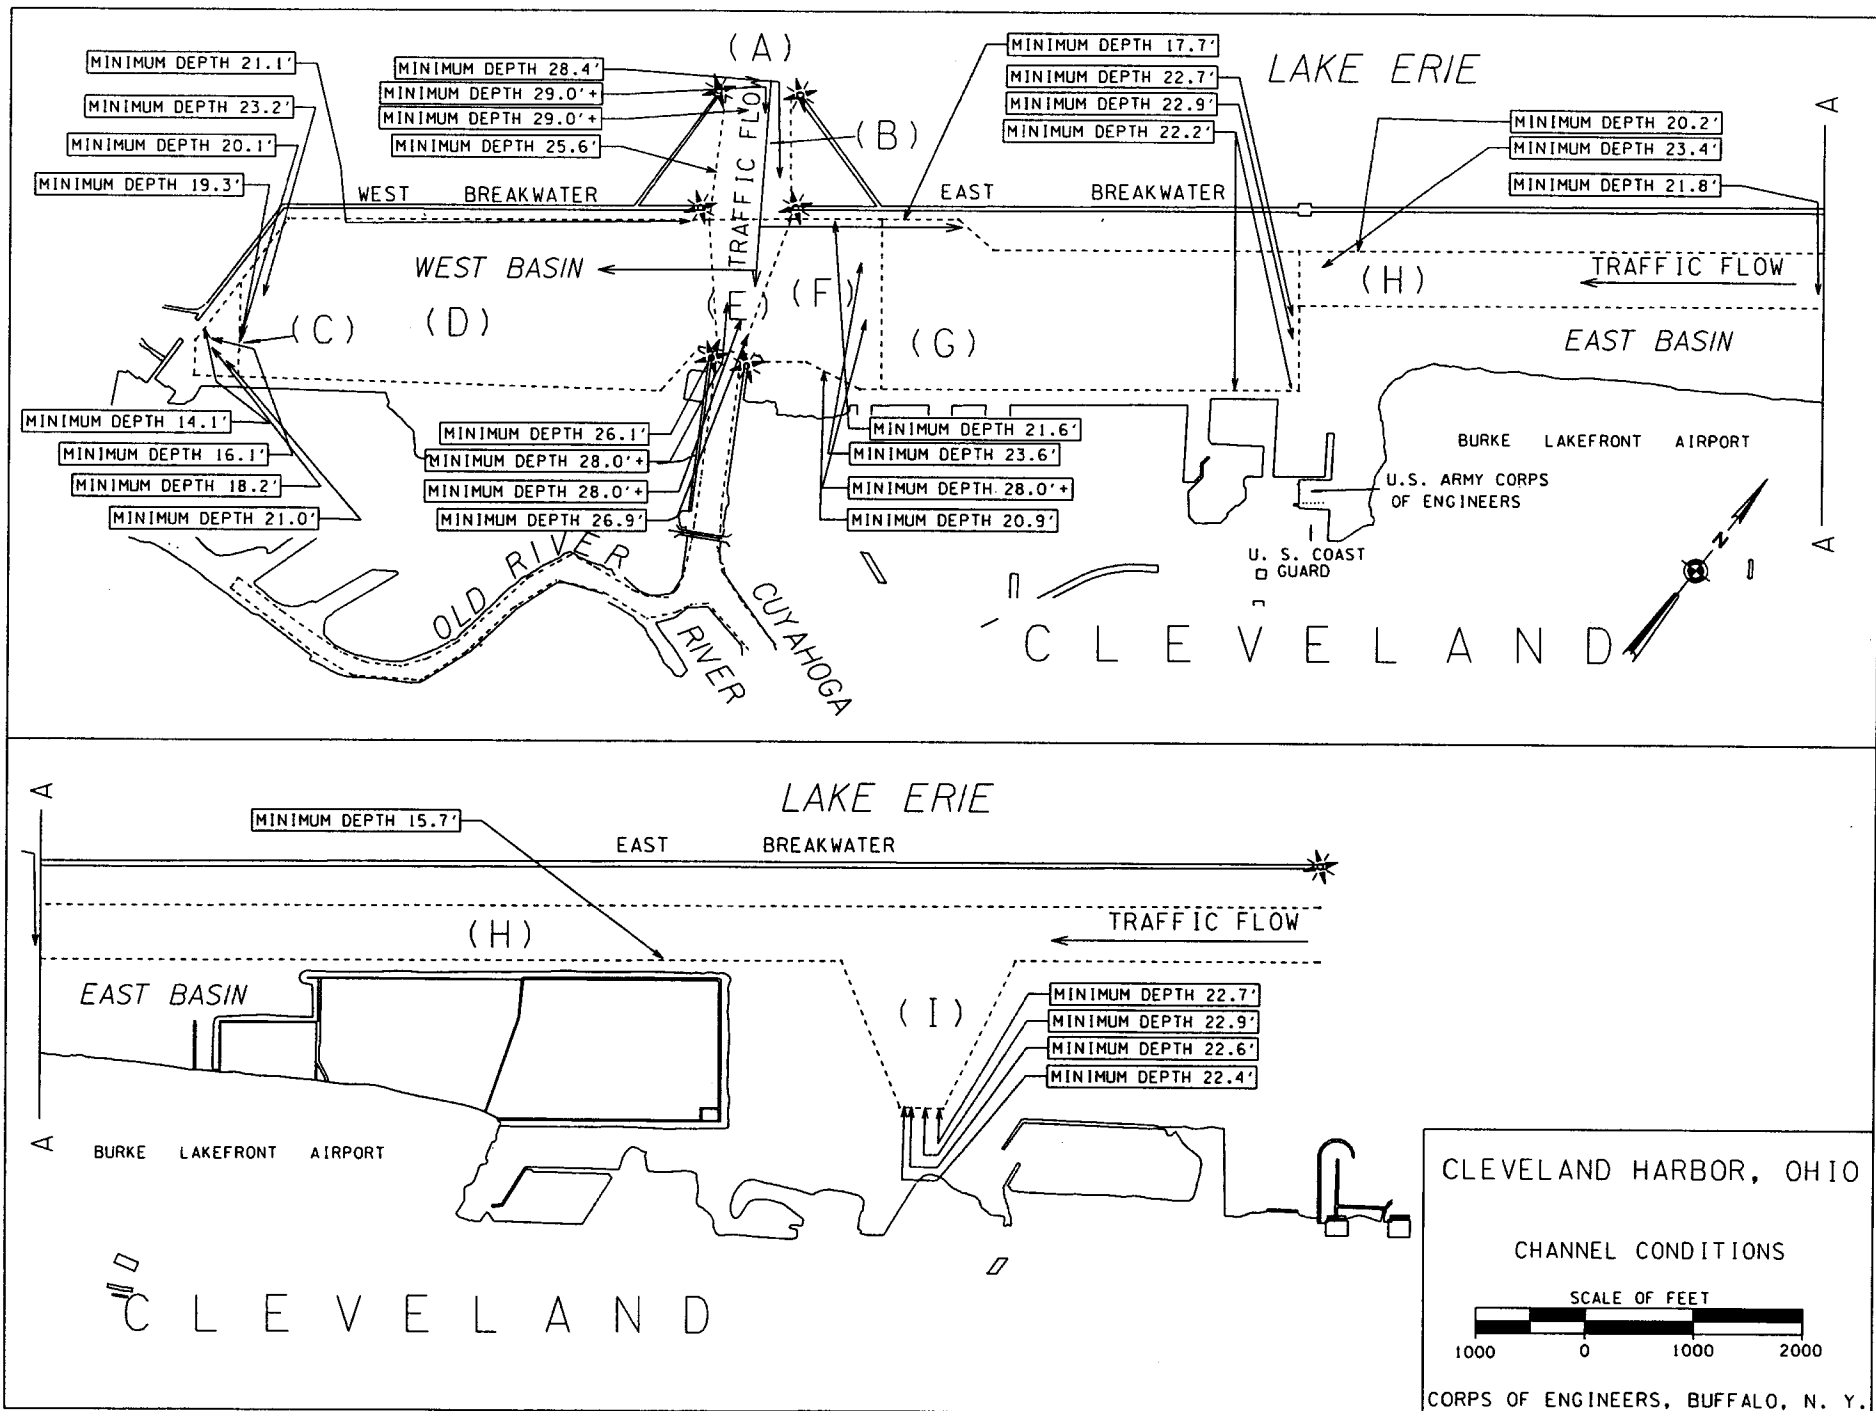 (A)
MINIMUM DEPTH 21.1'
MINIMUM DEPTH 23.2'
MINIMUM DEPTH 20.1'
MINIMUM DEPTH 19.3'
MINIMUM DEPTH 28.4'
MINIMUM DEPTH 29.0'+
MINIMUM DEPTH 29.0'+
MINIMUM DEPTH 25.6'
TRAFFIC FLOW
(B)
MINIMUM DEPTH 17.7'
MINIMUM DEPTH 22.7'
MINIMUM DEPTH 22.9'
MINIMUM DEPTH 22.2'
LAKE ERIE
MINIMUM DEPTH 20.2'
MINIMUM DEPTH 23.4'
MINIMUM DEPTH 21.8'
A
WEST BREAKWATER
EAST BREAKWATER
WEST BASIN
(C)
(D)
(E)
(F)
(G)
(H)
TRAFFIC FLOW
EAST BASIN
MINIMUM DEPTH 14.1'
MINIMUM DEPTH 16.1'
MINIMUM DEPTH 18.2'
MINIMUM DEPTH 21.0'
MINIMUM DEPTH 26.1'
MINIMUM DEPTH 28.0'+
MINIMUM DEPTH 28.0'+
MINIMUM DEPTH 26.9'
MINIMUM DEPTH 21.6'
MINIMUM DEPTH 23.6'
MINIMUM DEPTH 28.0'+
MINIMUM DEPTH 20.9'
BURKE LAKEFRONT AIRPORT
U.S. ARMY CORPS
OF ENGINEERS
U. S. COAST
GUARD
N
A
OLD RIVER
CUYAHOGA
RIVER
CLEVELAND
A
LAKE ERIE
MINIMUM DEPTH 15.7'
EAST BREAKWATER
(H)
TRAFFIC FLOW
EAST BASIN
(I)
MINIMUM DEPTH 22.7'
MINIMUM DEPTH 22.9'
MINIMUM DEPTH 22.6'
MINIMUM DEPTH 22.4'
A
BURKE LAKEFRONT AIRPORT
CLEVELAND
CLEVELAND HARBOR, OHIO
CHANNEL CONDITIONS
SCALE OF FEET
1000 0 1000 2000
CORPS OF ENGINEERS, BUFFALO, N. Y.